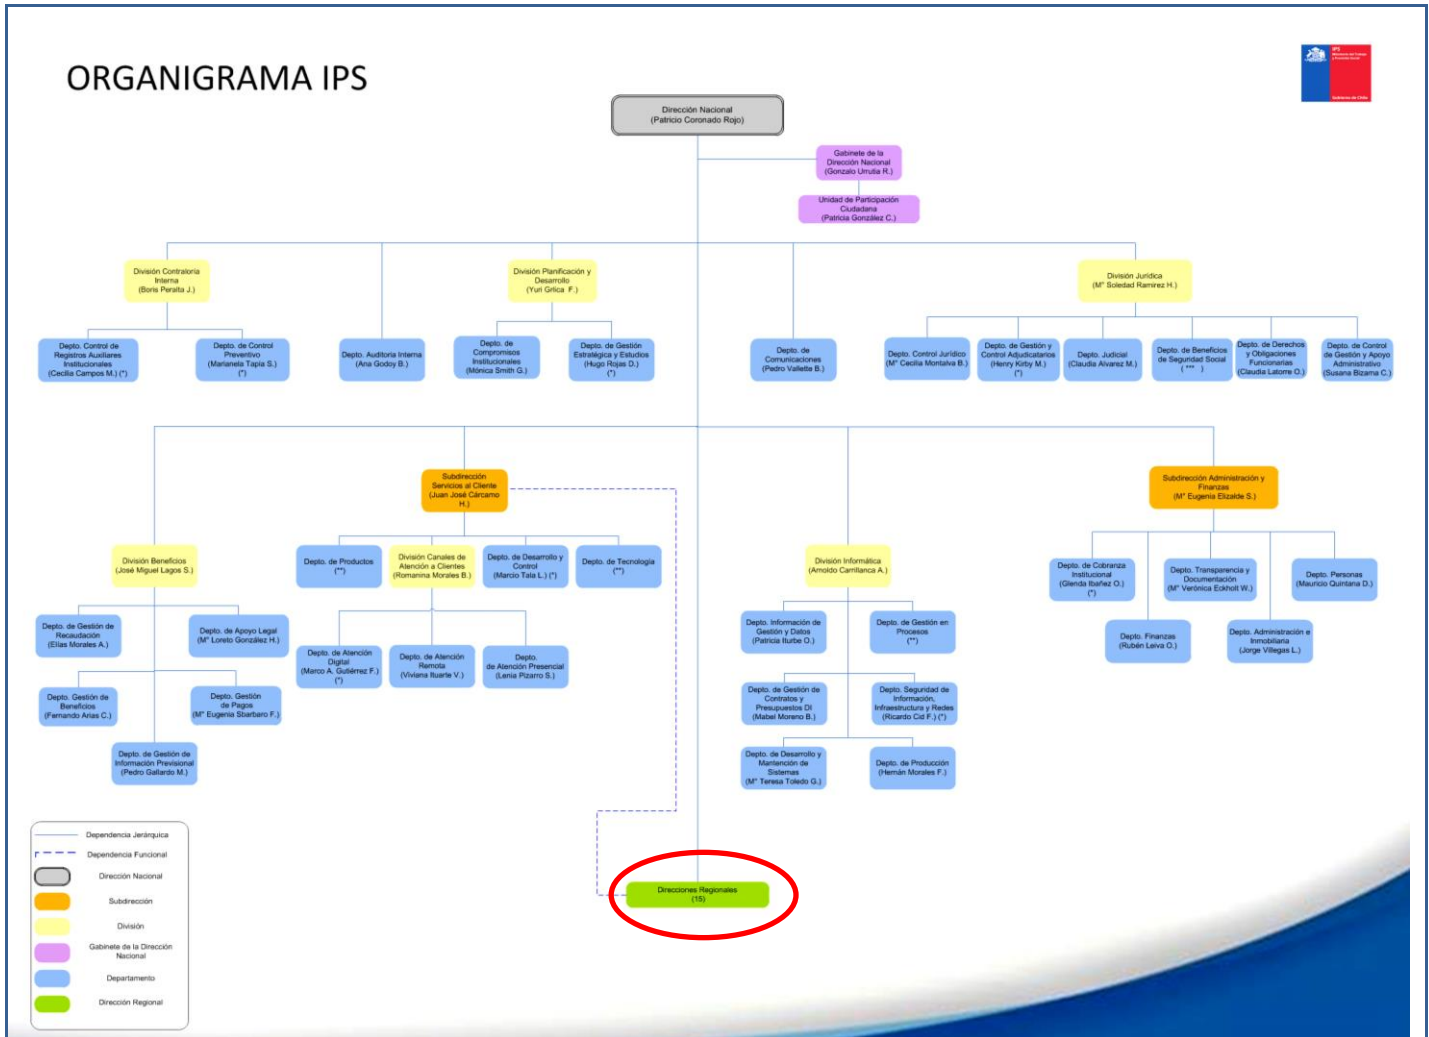 ORGANIGRAMA IPS
IPS
Ministerio del Trabajo
y Previsión Social
Gobierno de Chile
Dirección Nacional
(Patricio Coronado Rojo)
Gabinete de la
Dirección Nacional
(Gonzalo Urrutia R.)
Unidad de Participación
Ciudadana
(Patricia González C.)
División Contraloría
Interna
(Boris Peralta J.)
División Planificación y
Desarrollo
(Yuri Grlica F.)
División Jurídica
(M° Soledad Ramirez H.)
Depto. Control de
Registros Auxiliares
Institucionales
(Cecilia Campos M.) (*)
Depto. de Control
Preventivo
(Marianela Tapia S.)
(*)
Depto. Auditoria Interna
(Ana Godoy B.)
Depto. de
Compromisos
Institucionales
(Mónica Smith G.)
Depto. de Gestión
Estratégica y Estudios
(Hugo Rojas D.)
(*)
Depto. de
Comunicaciones
(Pedro Vallette B.)
Depto. Control Jurídico
(M° Cecilia Montalva B.)
Depto. de Gestión y
Control Adjudicatarios
(Henry Kirby M.)
(*)
Depto. Judicial
(Claudia Alvarez M.)
Depto. de Beneficios
de Seguridad Social
( *** )
Depto. de Derechos
y Obligaciones
Funcionarias
(Claudia Latorre O.)
Depto. de Control
de Gestión y Apoyo
Administrativo
(Susana Bizama C.)
Subdirección
Servicios al Cliente
(Juan José Cárcamo
H.)
Subdirección Administración y
Finanzas
(M° Eugenia Elizalde S.)
División Beneficios
(José Miguel Lagos S.)
Depto. de Productos
(**)
División Canales de
Atención a Clientes
(Romanina Morales B.)
Depto. de Desarrollo y
Control
(Marcio Tala L.) (*)
Depto. de Tecnología
(**)
División Informática
(Arnoldo Carrillanca A.)
Depto. de Cobranza
Institucional
(Glenda Ibañez O.)
(*)
Depto. Transparencia y
Documentación
(M° Verónica Eckholt W.)
Depto. Personas
(Mauricio Quintana D.)
Depto. Finanzas
(Rubén Leiva O.)
Depto. Administración e
Inmobiliaria
(Jorge Villegas L.)
Depto. de Gestión de
Recaudación
(Elías Morales A.)
Depto. de Apoyo Legal
(M° Loreto González H.)
Depto. de Atención
Digital
(Marco A. Gutiérrez F.)
(*)
Depto. de Atención
Remota
(Viviana Ituarte V.)
Depto.
de Atención Presencial
(Lenia Pizarro S.)
Depto. Información de
Gestión y Datos
(Patricia Iturbe O.)
Depto. de Gestión en
Procesos
(**)
Depto. Gestión de
Beneficios
(Fernando Arias C.)
Depto. Gestión
de Pagos
(M° Eugenia Sbarbaro F.)
Depto. de Gestión de
Contratos y
Presupuestos DI
(Mabel Moreno B.)
Depto. Seguridad de
Información,
Infraestructura y Redes
(Ricardo Cid F.) (*)
Depto. de Gestión de
Información Previsional
(Pedro Gallardo M.)
Depto. de Desarrollo y
Mantención de
Sistemas
(M° Teresa Toledo G.)
Depto. de Producción
(Hernán Morales F.)
Direcciones Regionales
(15)
Dependencia Jerárquica
Dependencia Funcional
Dirección Nacional
Subdirección
División
Gabinete de la Dirección
Nacional
Departamento
Dirección Regional